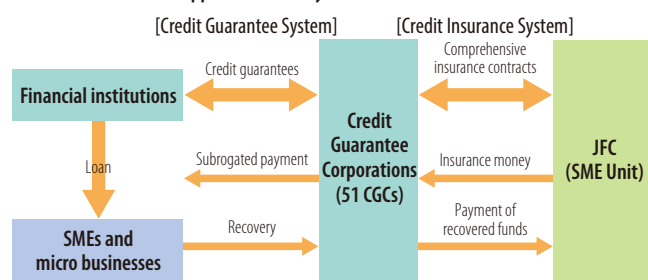 [Credit Guarantee System] [Credit Insurance System]
Credit guarantees
Comprehensive
insurance contracts
Financial institutions
Credit
Guarantee
Corporations
(51 CGCs)
JFC
(SME Unit)
Loan
Subrogated payment
Insurance money
SMEs and
micro businesses
Recovery
Payment of
recovered funds